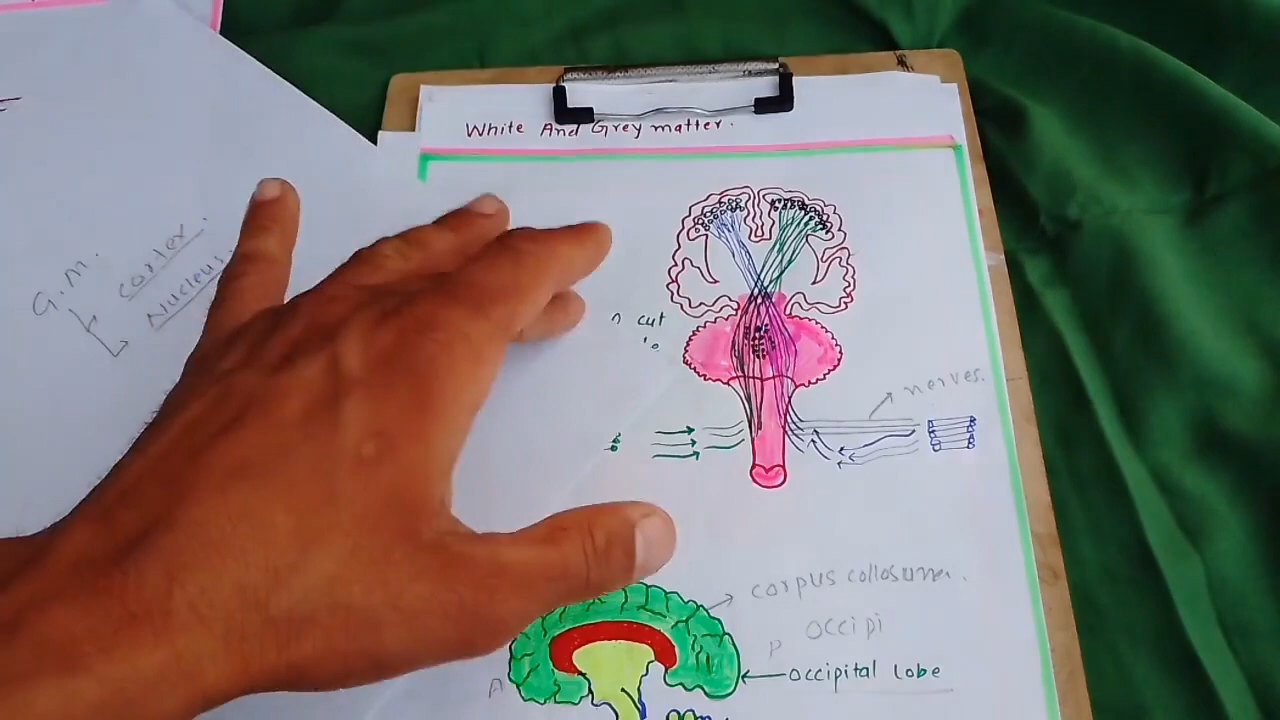 White And Grey matter.
G.M.
cortex.
Nucleus.
cut
nerves.
corpus collosum.
occipi
P
occipital lobe
A